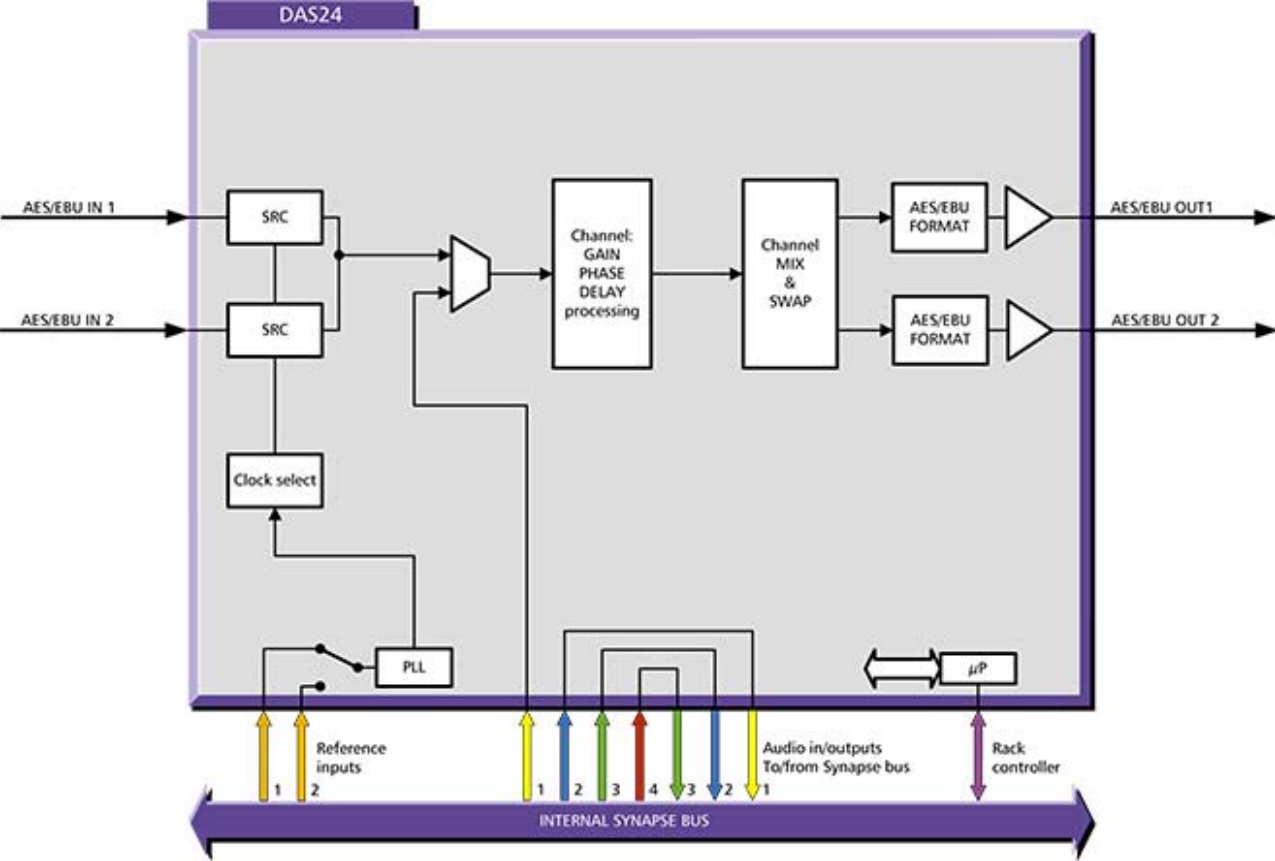 DAS24
AES/EBU IN 1
SRC
AES/EBU IN 2
SRC
Channel:
GAIN
PHASE
DELAY
processing
Channel
MIX
&
SWAP
AES/EBU
FORMAT
AES/EBU OUT1
AES/EBU
FORMAT
AES/EBU OUT 2
Clock select
PLL
µP
Reference
inputs
1 2
1 2 3 4 3 2 1
Audio in/outputs
To/from Synapse bus
Rack
controller
INTERNAL SYNAPSE BUS